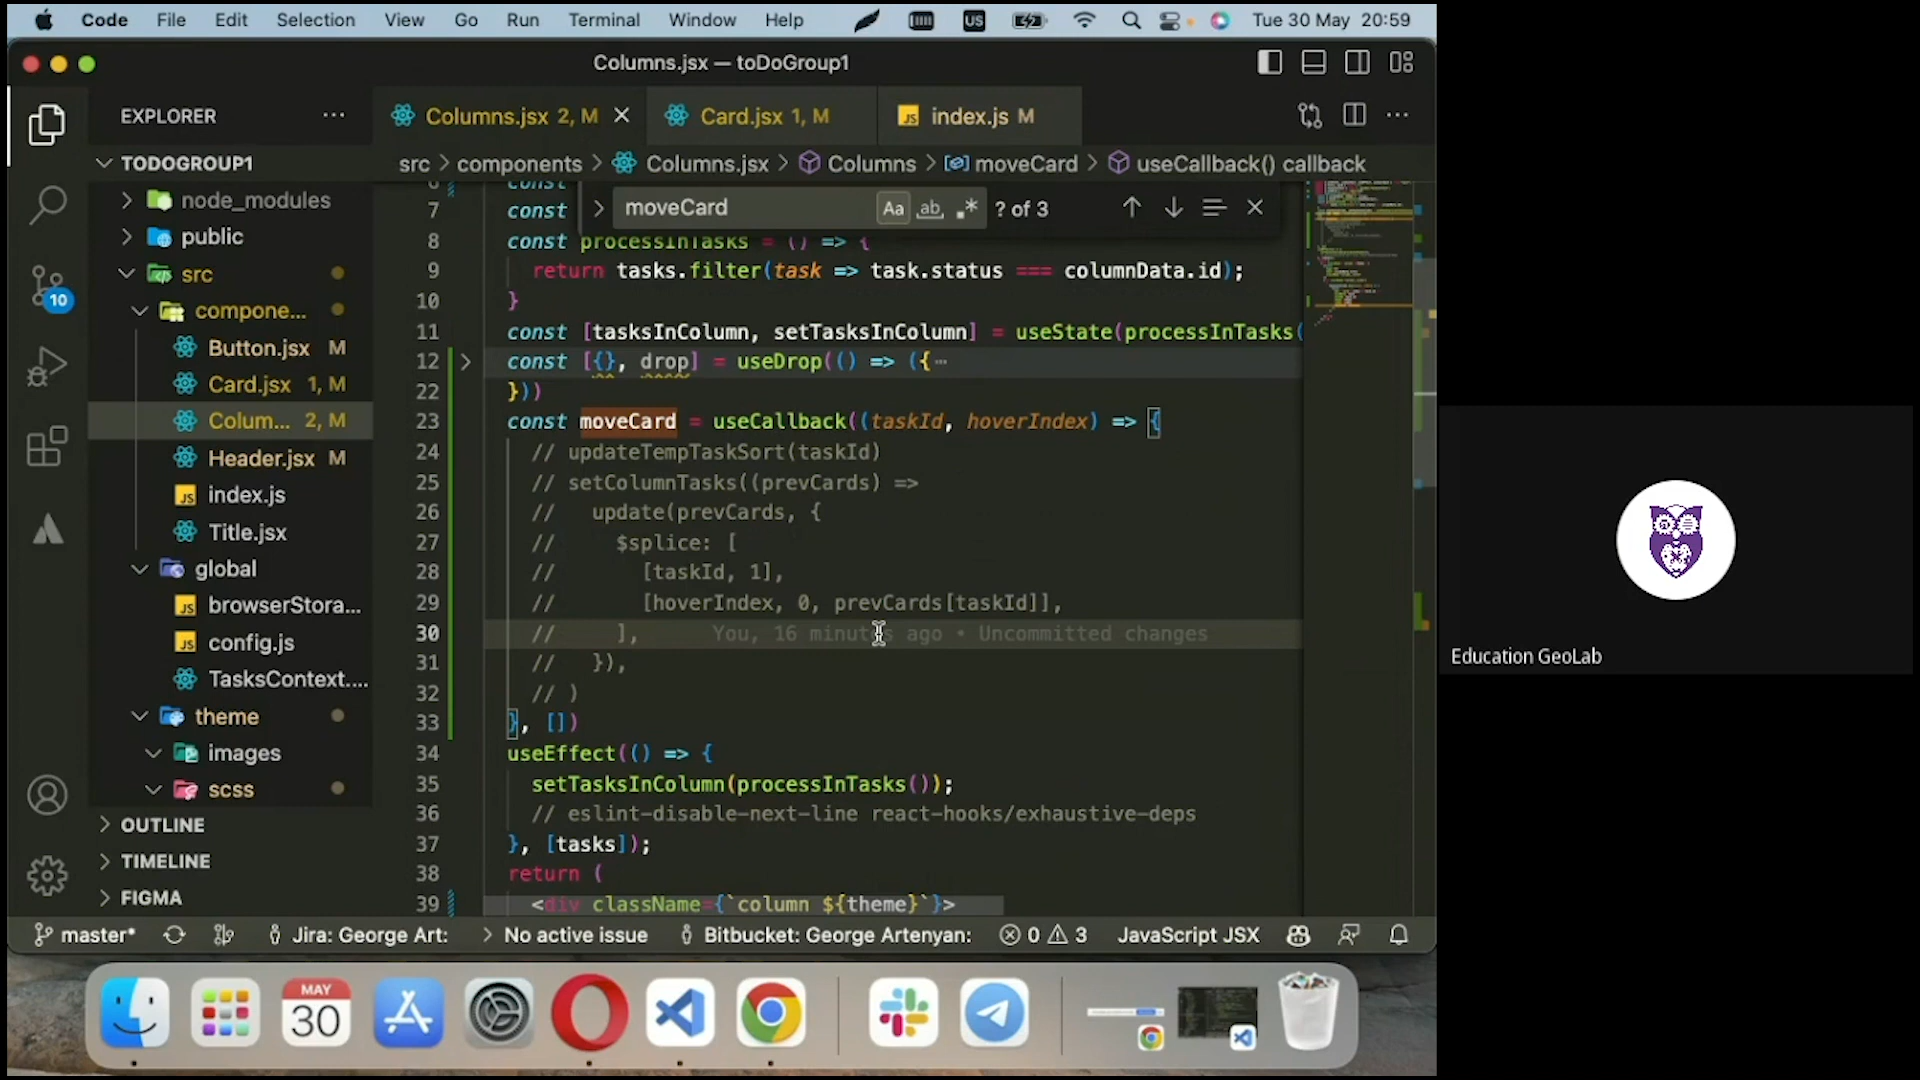 Code File Edit Selection View Go Run Terminal Window Help US Tue 30 May 20:59
Columns.jsx — toDoGroup1
EXPLORER
Columns.jsx 2, M
Card.jsx 1, M
index.js M
src > components > Columns.jsx > Columns > moveCard > useCallback() callback
TODOGROUP1
node_modules
public
src
compone...
Button.jsx M
Card.jsx 1, M
Colum... 2, M
Header.jsx M
index.js
Title.jsx
global
browserStora...
config.js
TasksContext....
theme
images
scss
OUTLINE
TIMELINE
FIGMA
10
moveCard Aa ab ? of 3
6 const
7 const
8 const processInTasks = () => {
9 return tasks.filter(task => task.status === columnData.id);
10 }
11 const [tasksInColumn, setTasksInColumn] = useState(processInTasks(
12 const [{}, drop] = useDrop(() => ({…
22 }))
23 const moveCard = useCallback((taskId, hoverIndex) => {
24 // updateTempTaskSort(taskId)
25 // setColumnTasks((prevCards) =>
26 // update(prevCards, {
27 // $splice: [
28 // [taskId, 1],
29 // [hoverIndex, 0, prevCards[taskId]],
30 // ], You, 16 minutes ago • Uncommitted changes
31 // }),
32 // )
33 }, [])
34 useEffect(() => {
35 setTasksInColumn(processInTasks());
36 // eslint-disable-next-line react-hooks/exhaustive-deps
37 }, [tasks]);
38 return (
39 <div className={`column ${theme}`}>
master* Jira: George Art: No active issue Bitbucket: George Artenyan: 0 3 JavaScript JSX
MAY
30
Education GeoLab